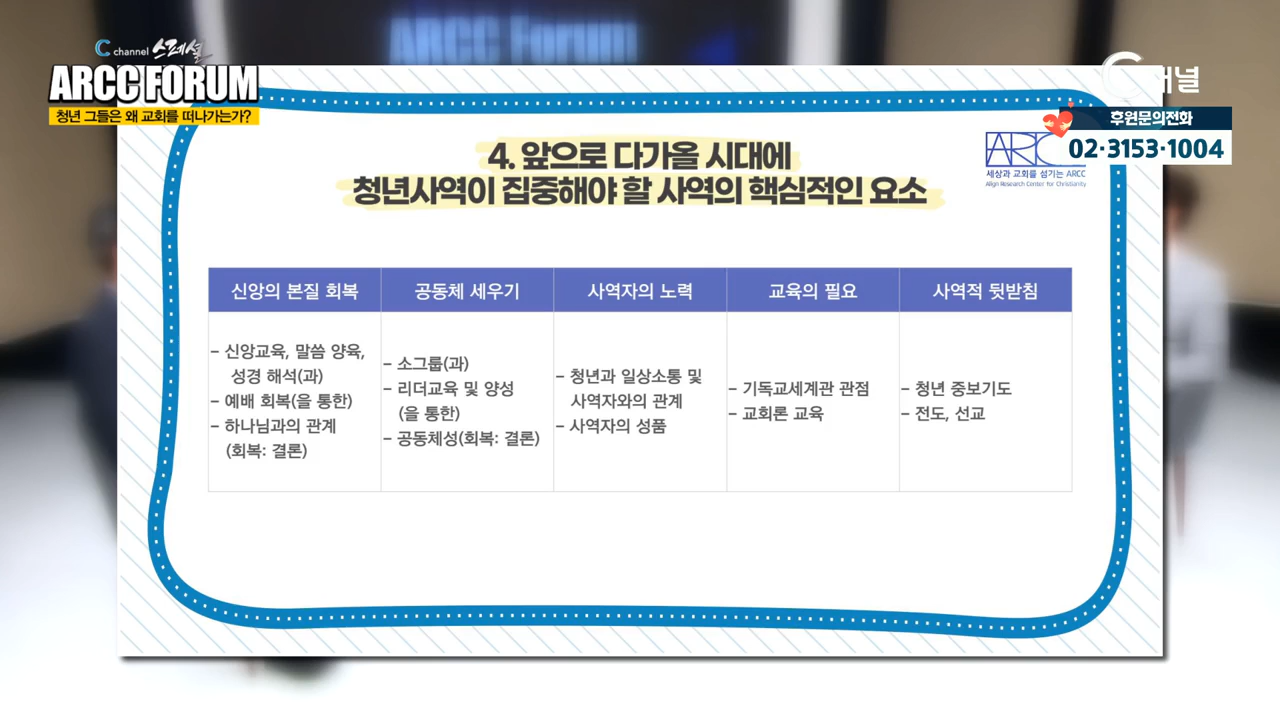 C channel 스페셜
ARCC FORUM
청년 그들은 왜 교회를 떠나가는가?
ARCC Forum
채널
후원문의전화
02·3153·1004
ARC
세상과 교회를 섬기는 ARCC
Align Research Center for Christianity
4. 앞으로 다가올 시대에
청년사역이 집중해야 할 사역의 핵심적인 요소
신앙의 본질 회복
- 신앙교육, 말씀 양육,
성경 해석(과)
- 예배 회복(을 통한)
- 하나님과의 관계
(회복: 결론)
공동체 세우기
- 소그룹(과)
- 리더교육 및 양성
(을 통한)
- 공동체성(회복: 결론)
사역자의 노력
- 청년과 일상소통 및
사역자와의 관계
- 사역자의 성품
교육의 필요
- 기독교세계관 관점
- 교회론 교육
사역적 뒷받침
- 청년 중보기도
- 전도, 선교